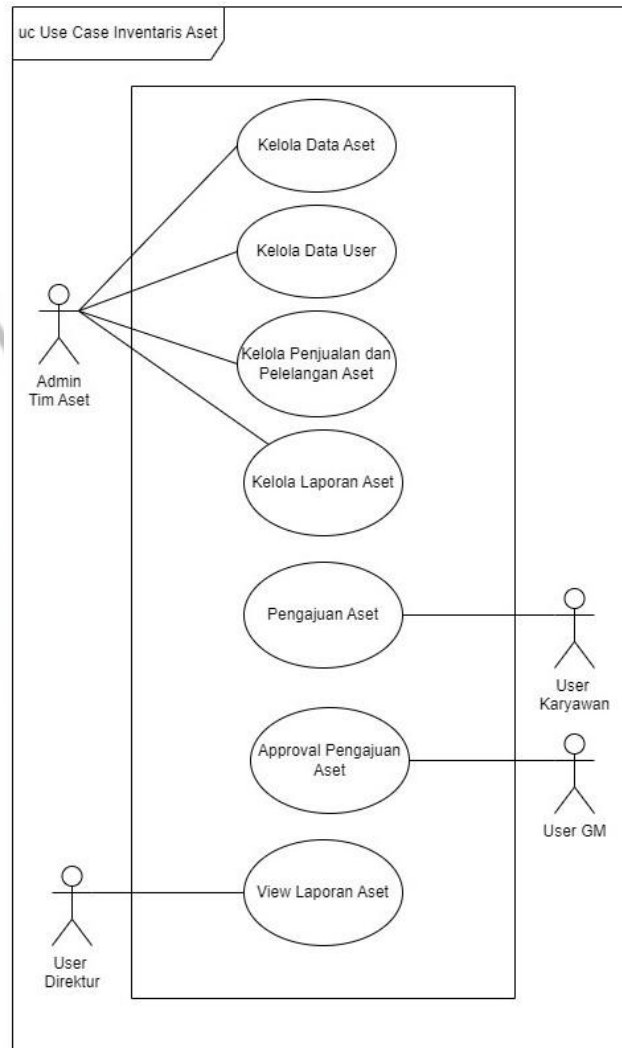 uc Use Case Inventaris Aset
Kelola Data Aset
Kelola Data User
Kelola Penjualan dan
Pelelangan Aset
Admin
Tim Aset
Kelola Laporan Aset
Pengajuan Aset
User
Karyawan
Approval Pengajuan
Aset
User GM
View Laporan Aset
User
Direktur